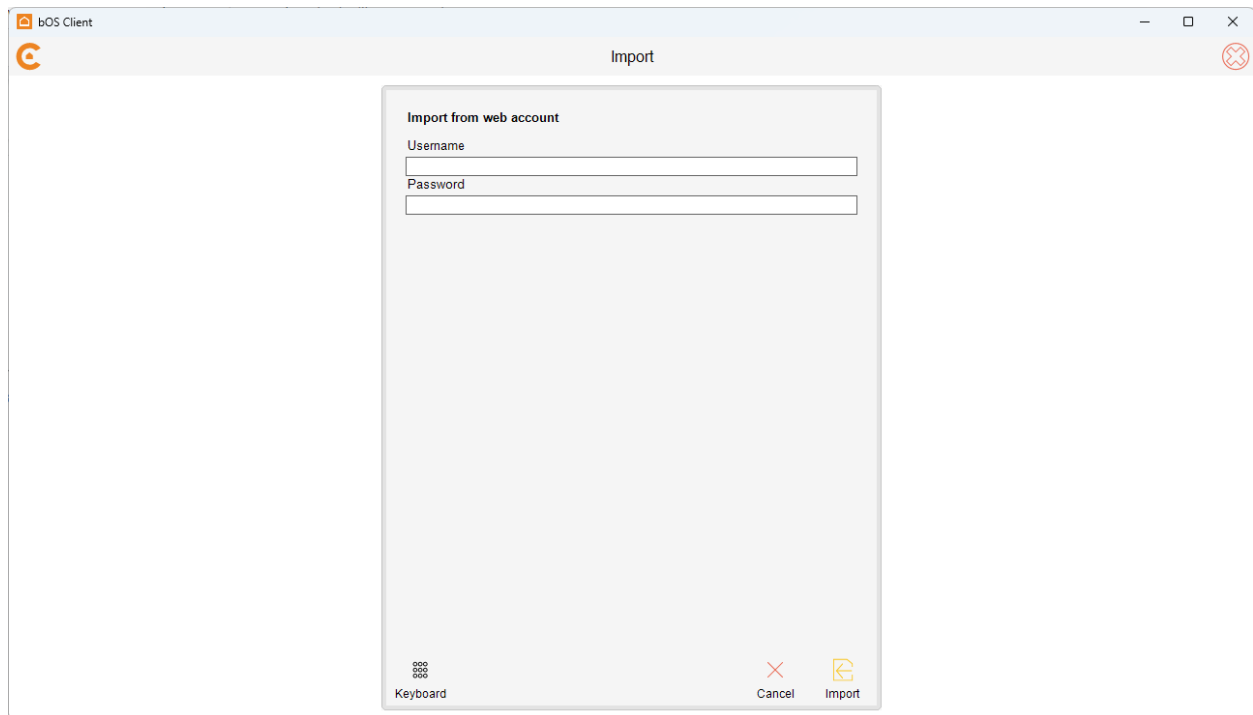 bOS Client
Import
Import from web account
Username
Password
Keyboard
Cancel
Import